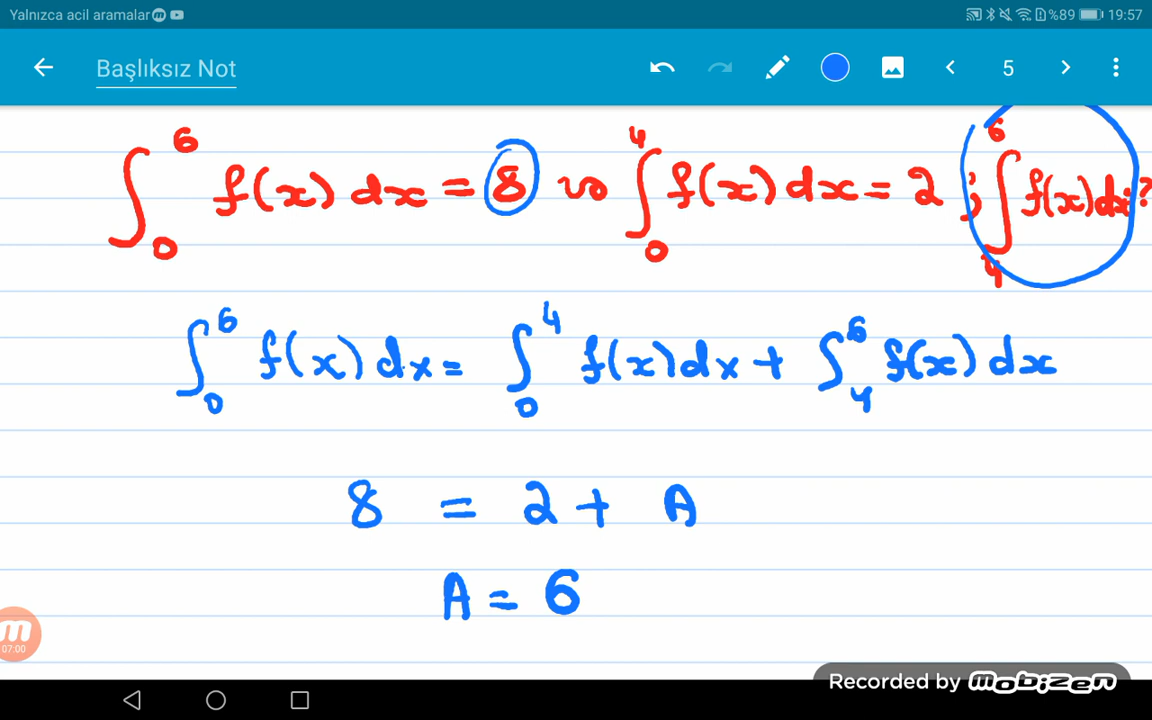 Yalnızca acil aramalar %89 19:57
Başlıksız Not 5
∫₀⁶ f(x) dx = 8 ve ∫₀⁴ f(x) dx = 2 ; ∫₄⁶ f(x) dx ?
∫₀⁶ f(x) dx = ∫₀⁴ f(x) dx + ∫₄⁶ f(x) dx
8 = 2 + A
A = 6
07:00
Recorded by mobizen